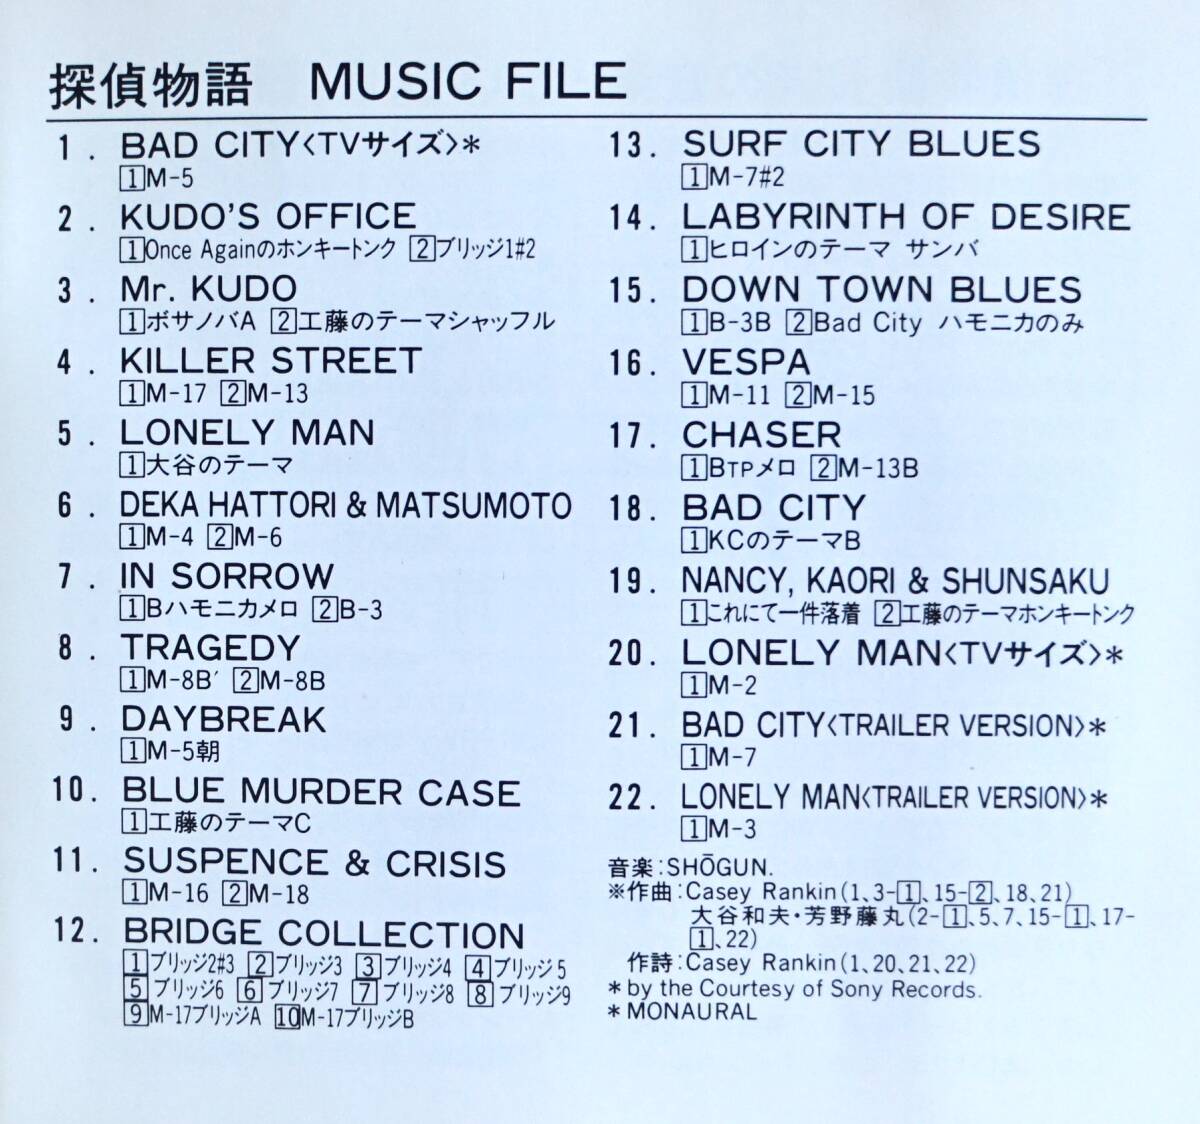 探偵物語　MUSIC FILE
1. BAD CITY〈TVサイズ〉*
1M-5
2. KUDO'S OFFICE
1Once Againのホンキートンク 2ブリッジ1#2
3. Mr. KUDO
1ボサノバA 2工藤のテーマシャッフル
4. KILLER STREET
1M-17 2M-13
5. LONELY MAN
1大谷のテーマ
6. DEKA HATTORI & MATSUMOTO
1M-4 2M-6
7. IN SORROW
1Bハモニカメロ 2B-3
8. TRAGEDY
1M-8B′ 2M-8B
9. DAYBREAK
1M-5朝
10. BLUE MURDER CASE
1工藤のテーマC
11. SUSPENCE & CRISIS
1M-16 2M-18
12. BRIDGE COLLECTION
1ブリッジ2#3 2ブリッジ3 3ブリッジ4 4ブリッジ5
5ブリッジ6 6ブリッジ7 7ブリッジ8 8ブリッジ9
9M-17ブリッジA 10M-17ブリッジB
13. SURF CITY BLUES
1M-7#2
14. LABYRINTH OF DESIRE
1ヒロインのテーマ サンバ
15. DOWN TOWN BLUES
1B-3B 2Bad City ハモニカのみ
16. VESPA
1M-11 2M-15
17. CHASER
1BTPメロ 2M-13B
18. BAD CITY
1KCのテーマB
19. NANCY, KAORI & SHUNSAKU
1これにて一件落着 2工藤のテーマホンキートンク
20. LONELY MAN〈TVサイズ〉*
1M-2
21. BAD CITY〈TRAILER VERSION〉*
1M-7
22. LONELY MAN〈TRAILER VERSION〉*
1M-3
音楽:SHŌGUN.
※作曲:Casey Rankin(1、3-1、15-2、18、21)
大谷和夫・芳野藤丸(2-1、5、7、15-1、17-
1、22)
作詩:Casey Rankin(1、20、21、22)
*by the Courtesy of Sony Records.
*MONAURAL